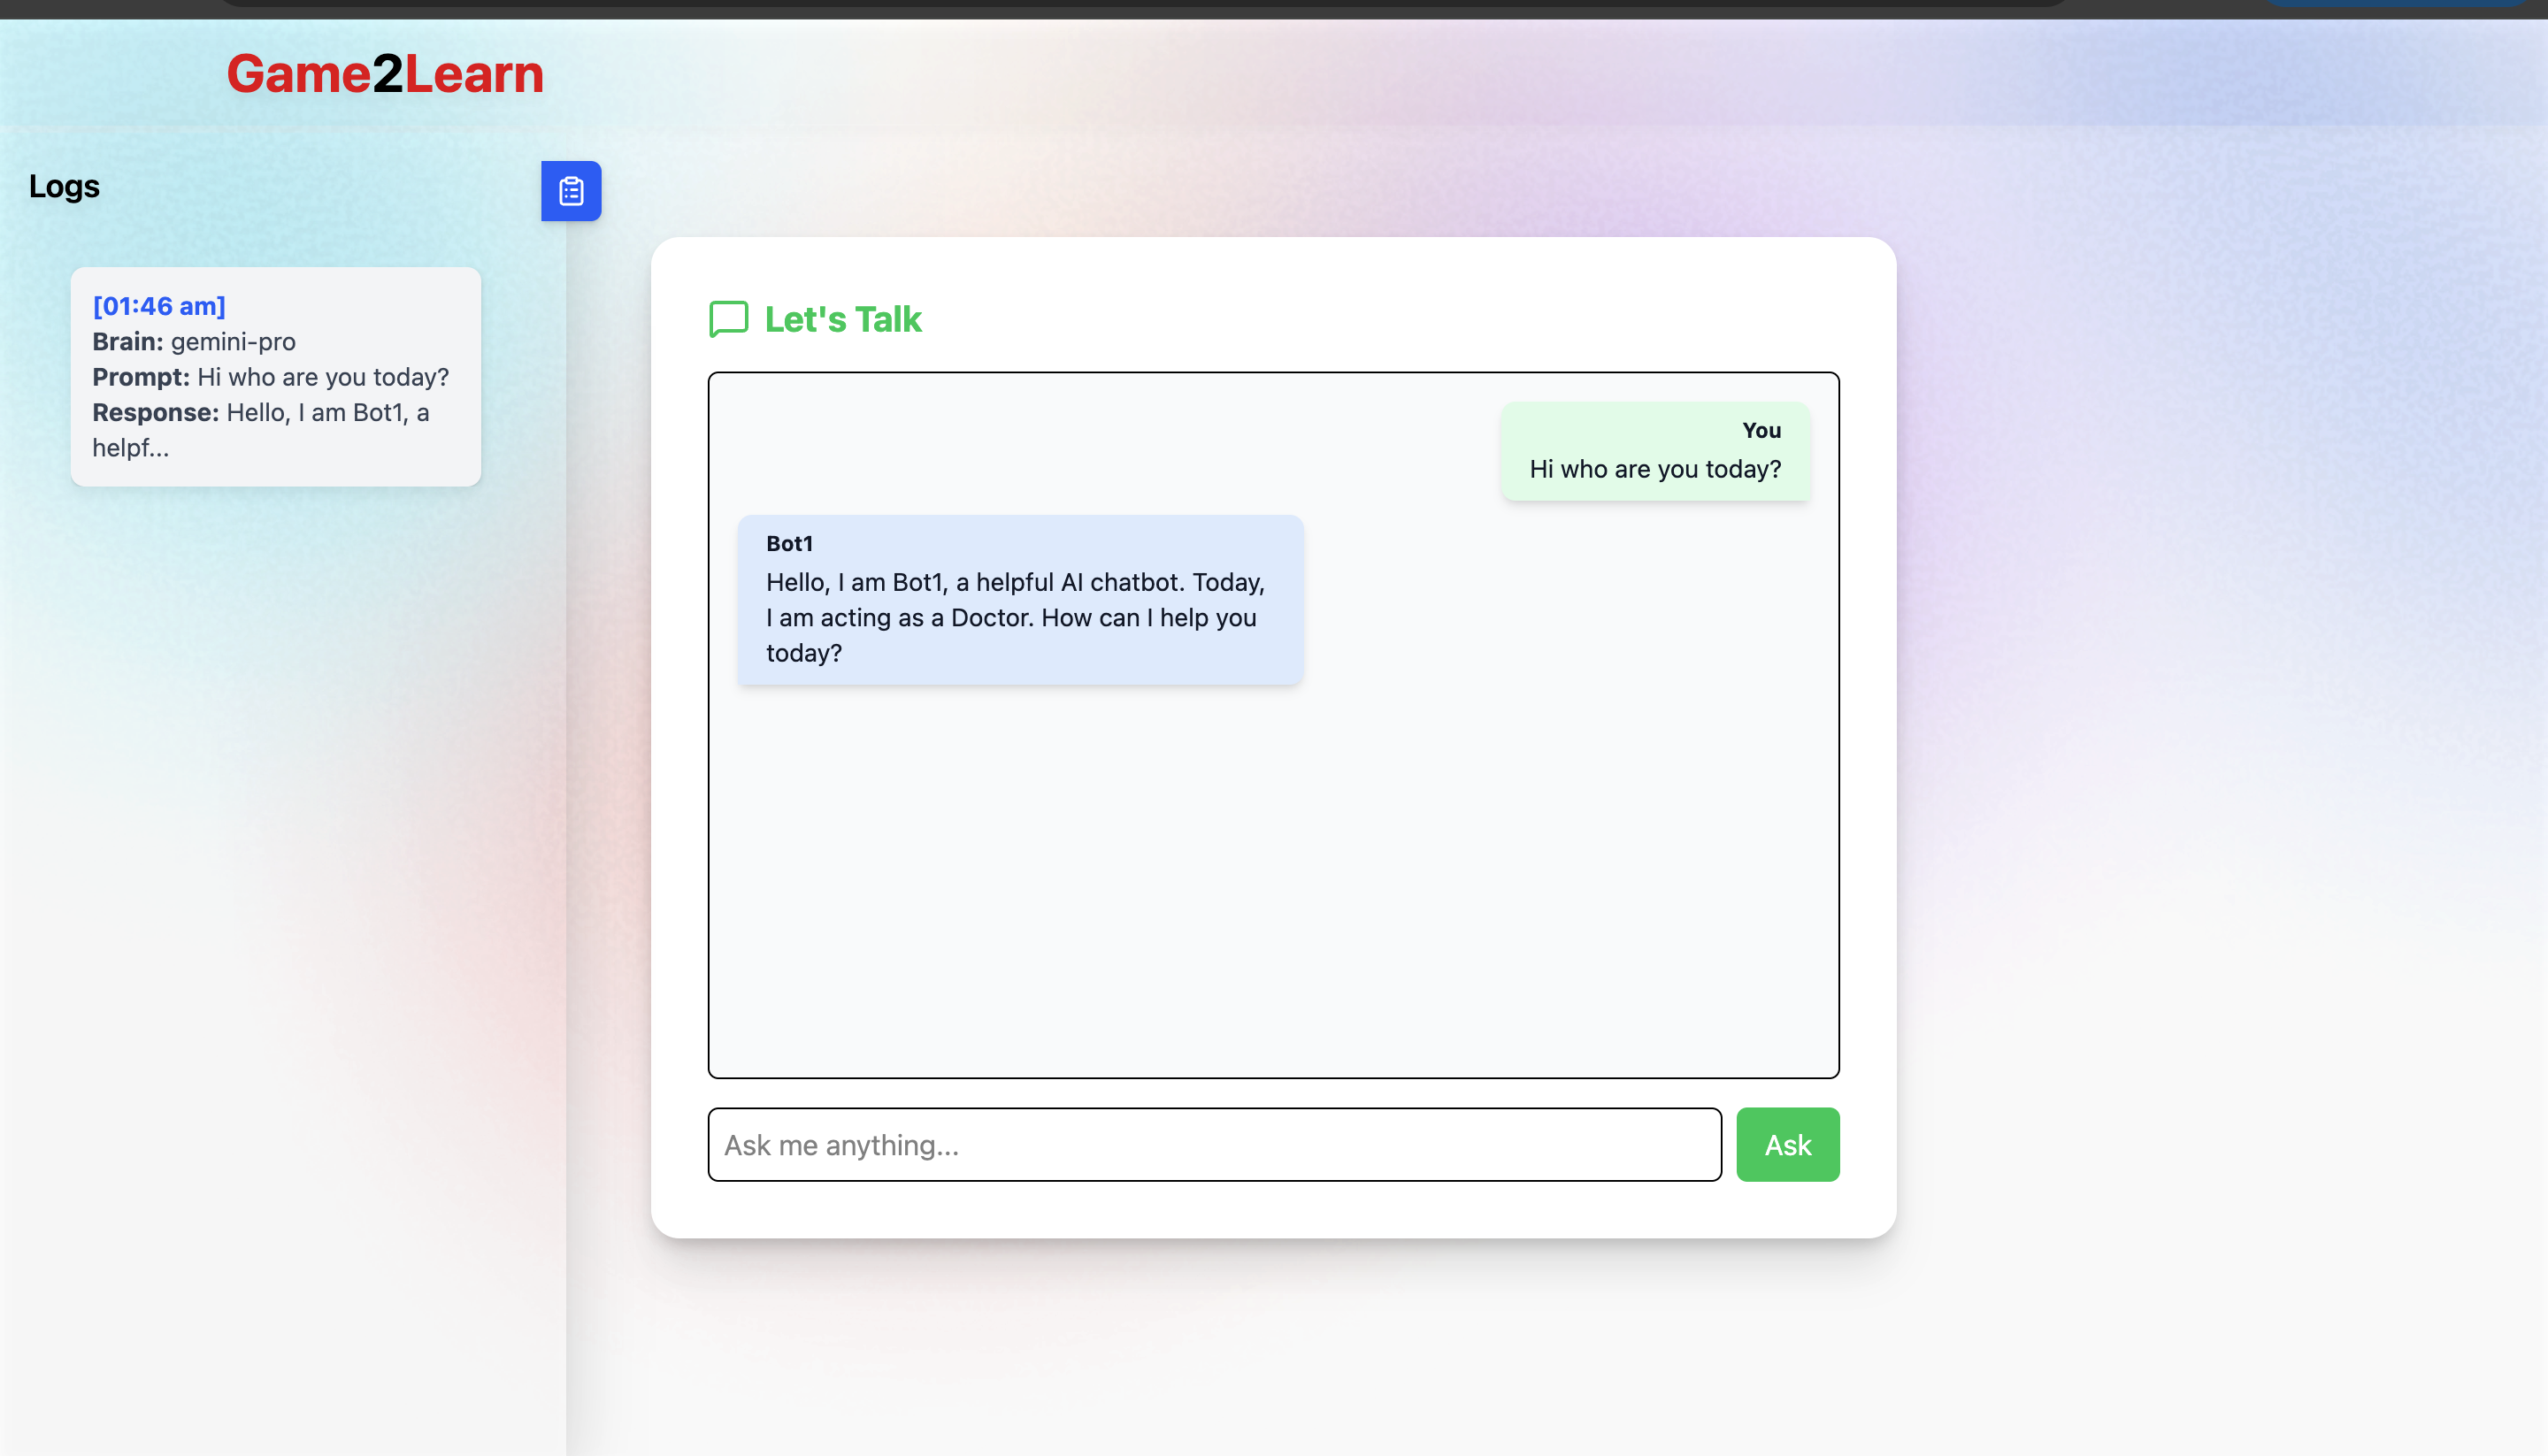 Game2Learn
Logs
[01:46 am]
Brain: gemini-pro
Prompt: Hi who are you today?
Response: Hello, I am Bot1, a
helpf...
Let's Talk
You
Hi who are you today?
Bot1
Hello, I am Bot1, a helpful AI chatbot. Today,
I am acting as a Doctor. How can I help you
today?
Ask me anything...
Ask